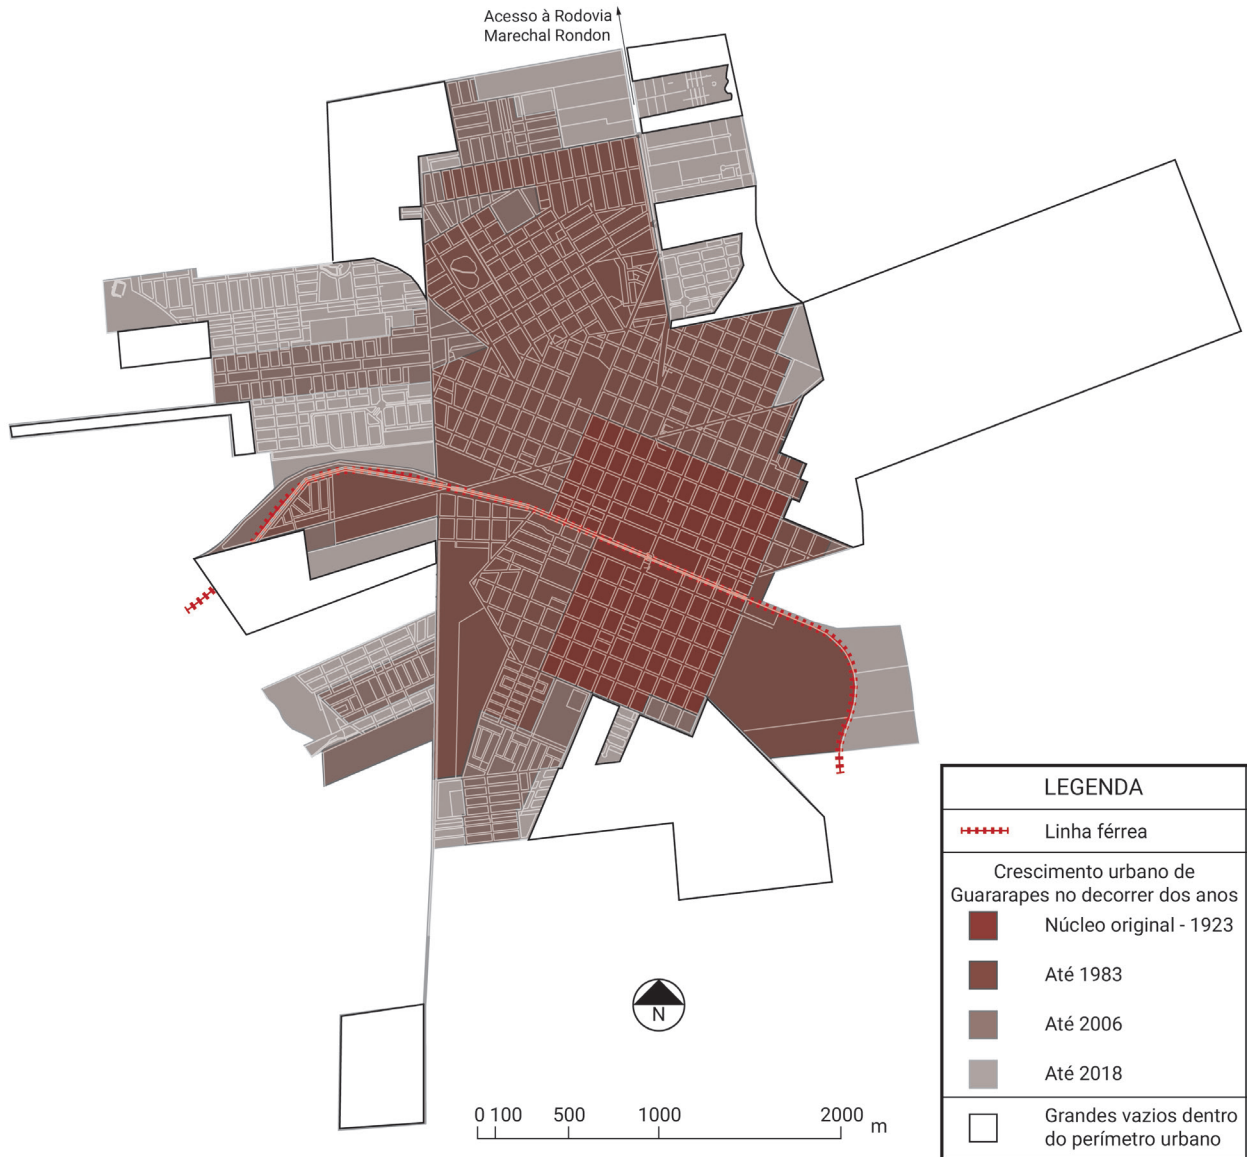 Acesso à Rodovia
Marechal Rondon
LEGENDA
Linha férrea
Crescimento urbano de
Guararapes no decorrer dos anos
Núcleo original - 1923
Até 1983
Até 2006
Até 2018
Grandes vazios dentro
do perímetro urbano
N
0 100 500 1000 2000 m